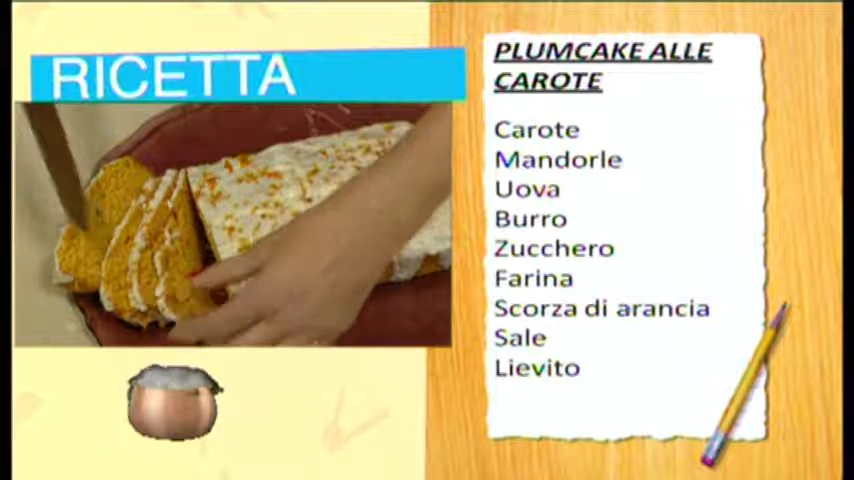 RICETTA
PLUMCAKE ALLE
CAROTE
Carote
Mandorle
Uova
Burro
Zucchero
Farina
Scorza di arancia
Sale
Lievito